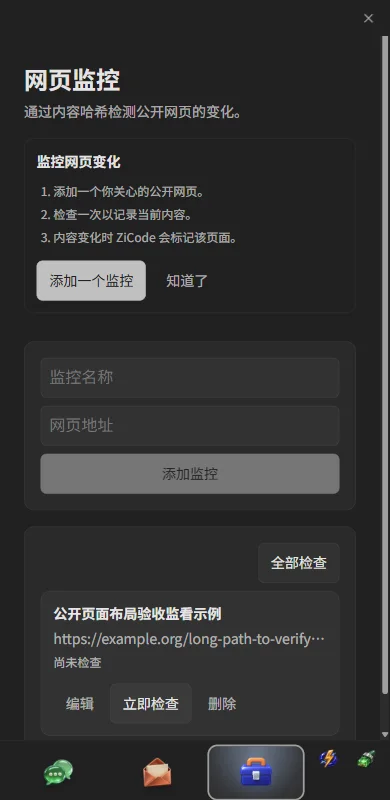 网页监控
通过内容哈希检测公开网页的变化。
监控网页变化
1. 添加一个你关心的公开网页。
2. 检查一次以记录当前内容。
3. 内容变化时 ZiCode 会标记该页面。
添加一个监控 知道了
监控名称
网页地址
添加监控
全部检查
公开页面布局验收监看示例
https://example.org/long-path-to-verify…
尚未检查
编辑 立即检查 删除